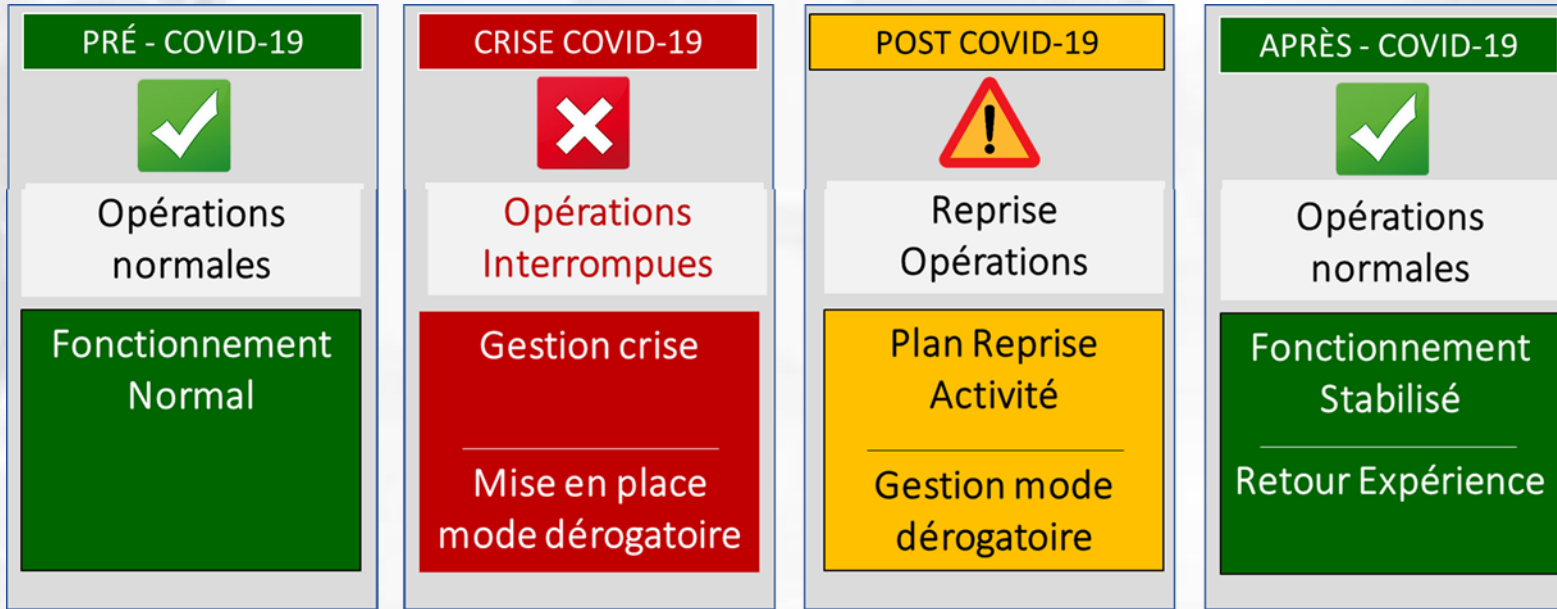 PRÉ - COVID-19
Opérations
normales
Fonctionnement
Normal
CRISE COVID-19
Opérations
Interrompues
Gestion crise
Mise en place
mode dérogatoire
POST COVID-19
Reprise
Opérations
Plan Reprise
Activité
Gestion mode
dérogatoire
APRÈS - COVID-19
Opérations
normales
Fonctionnement
Stabilisé
Retour Expérience